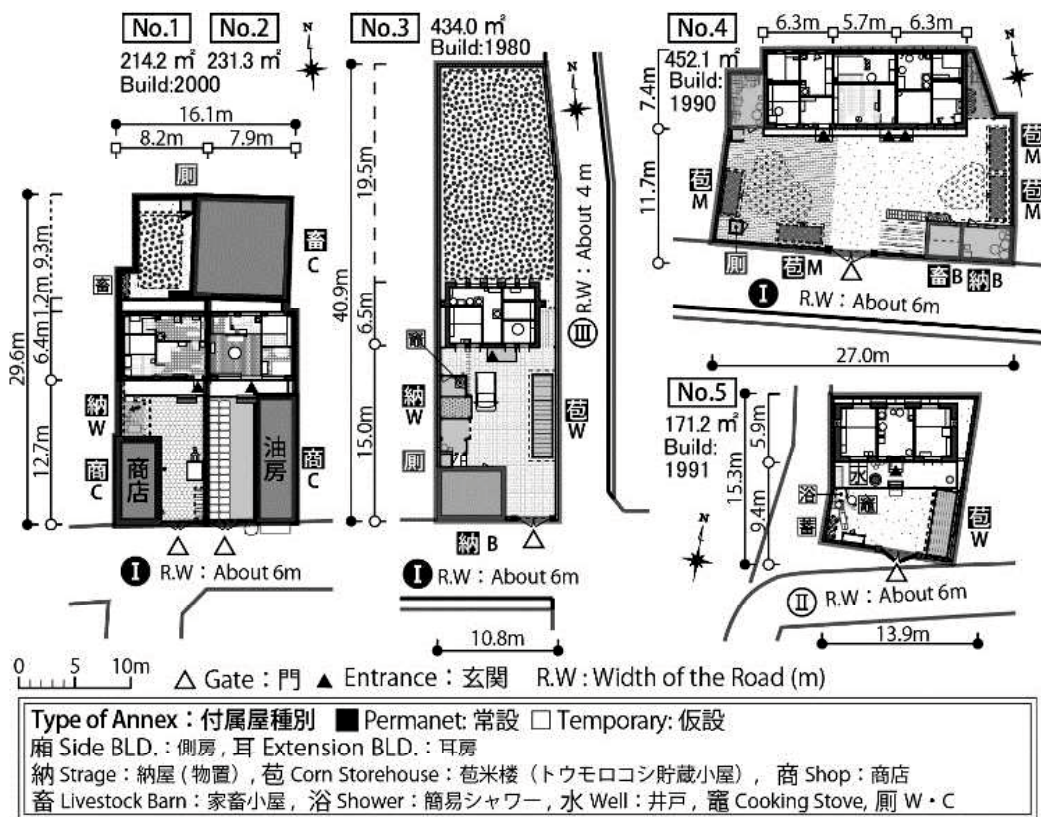 No.1 No.2
214.2 ㎡ 231.3 ㎡
Build:2000
N
16.1m
8.2m 7.9m
厠
畜
C
畜
29.6m
9.3m
1.2m
6.4m
12.7m
納
W
商
C
商店
油房
商
C
I R.W：About 6m
No.3 434.0 ㎡
Build:1980
N
40.9m
19.5m
6.5m
15.0m
竈
納
W
厠
苞
W
納 B
III R.W：About 4 m
I R.W：About 6m
10.8m
No.4
452.1 ㎡
Build:
1990
6.3m 5.7m 6.3m
N
7.4m
11.7m
苞
M
苞
M
苞
M
厠
苞M
畜B 納B
I R.W：About 6m
27.0m
No.5
171.2 ㎡
Build:
1991
N
15.3m
5.9m
9.4m
水
浴
竈
蓄
苞
W
II R.W：About 6m
13.9m
0 5 10m △ Gate：門 ▲ Entrance：玄関 R.W : Width of the Road (m)
Type of Annex：付属屋種別 ■ Permanet: 常設 □ Temporary: 仮設
廂 Side BLD.：側房 , 耳 Extension BLD.：耳房
納 Strage：納屋 ( 物置 ) , 苞 Corn Storehouse：苞米楼（トウモロコシ貯蔵小屋）, 商 Shop：商店
畜 Livestock Barn：家畜小屋 , 浴 Shower：簡易シャワー , 水 Well：井戸 , 竈 Cooking Stove, 厠 W・C